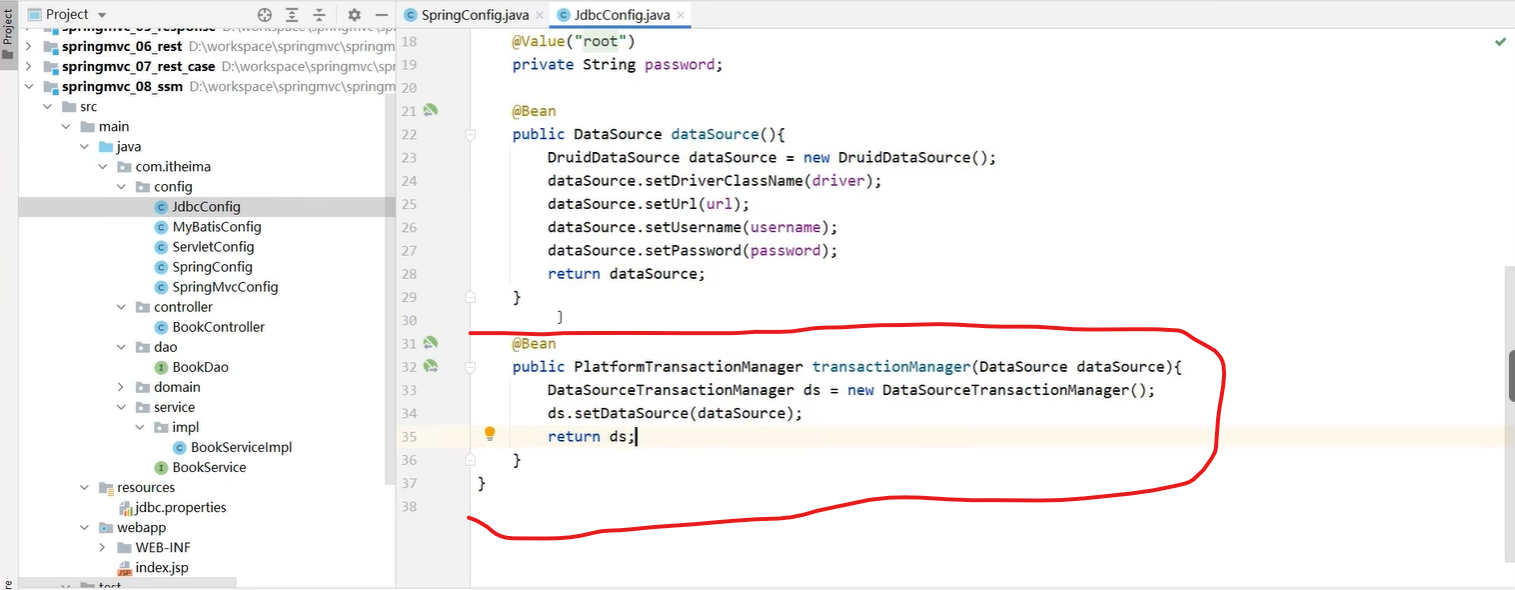 Project
SpringConfig.java
JdbcConfig.java
Project
springmvc_06_rest D:\workspace\springmvc\springm
springmvc_07_rest_case D:\workspace\springmvc\spr
springmvc_08_ssm D:\workspace\springmvc\springm
src
main
java
com.itheima
config
JdbcConfig
MyBatisConfig
ServletConfig
SpringConfig
SpringMvcConfig
controller
BookController
dao
BookDao
domain
service
impl
BookServiceImpl
BookService
resources
jdbc.properties
webapp
WEB-INF
index.jsp
18 @Value("root")
19 private String password;
20
21 @Bean
22 public DataSource dataSource(){
23 DruidDataSource dataSource = new DruidDataSource();
24 dataSource.setDriverClassName(driver);
25 dataSource.setUrl(url);
26 dataSource.setUsername(username);
27 dataSource.setPassword(password);
28 return dataSource;
29 }
30
31 @Bean
32 public PlatformTransactionManager transactionManager(DataSource dataSource){
33 DataSourceTransactionManager ds = new DataSourceTransactionManager();
34 ds.setDataSource(dataSource);
35 return ds;
36 }
37 }
38